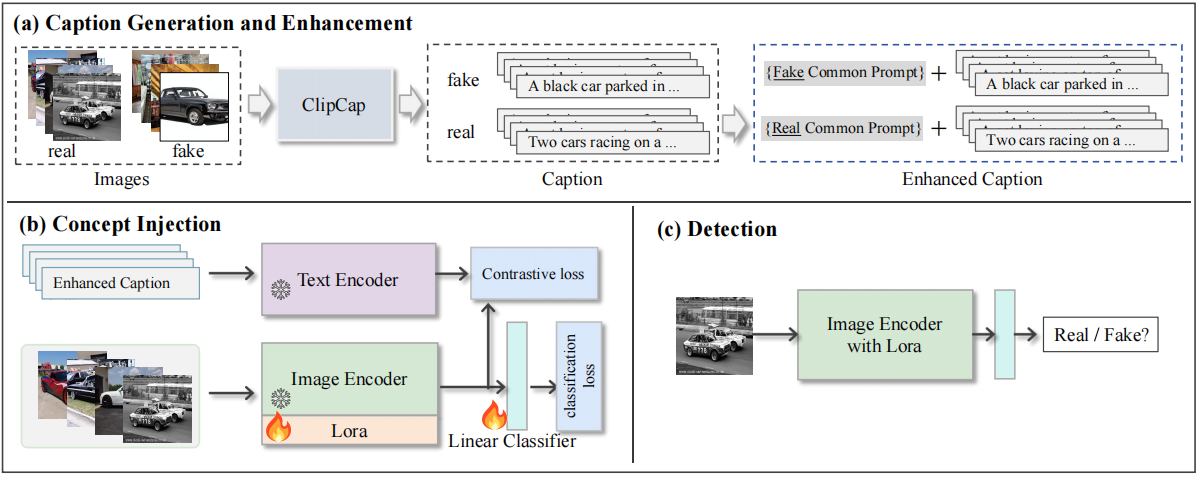 (a) Caption Generation and Enhancement
real
fake
Images
ClipCap
fake
A black car parked in ...
real
Two cars racing on a ...
Caption
{Fake Common Prompt} +
A black car parked in ...
{Real Common Prompt} +
Two cars racing on a ...
Enhanced Caption
(b) Concept Injection
Enhanced Caption
Text Encoder
Contrastive loss
Image Encoder
Lora
classification
loss
Linear Classifier
(c) Detection
Image Encoder
with Lora
Real / Fake?